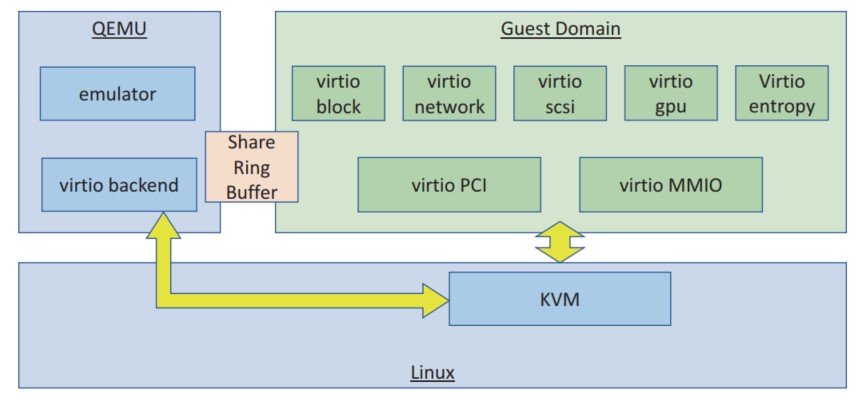 QEMU
emulator
virtio backend
Share
Ring
Buffer
Guest Domain
virtio
block
virtio
network
virtio
scsi
virtio
gpu
Virtio
entropy
virtio PCI
virtio MMIO
KVM
Linux